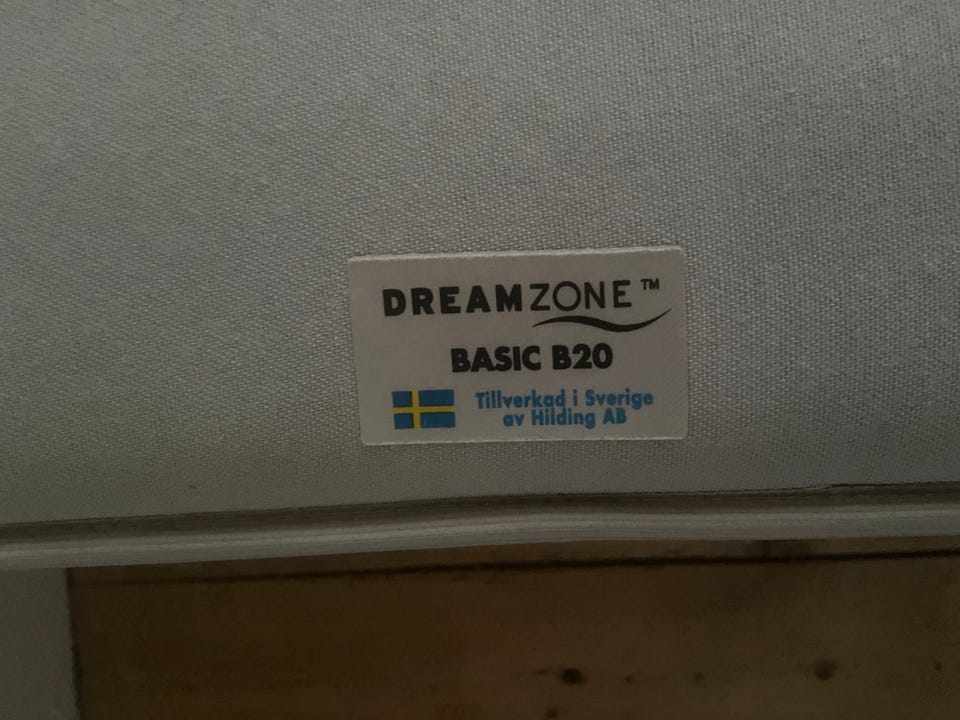 DREAMZONE™
BASIC B20
Tillverkad i Sverige
av Hilding AB